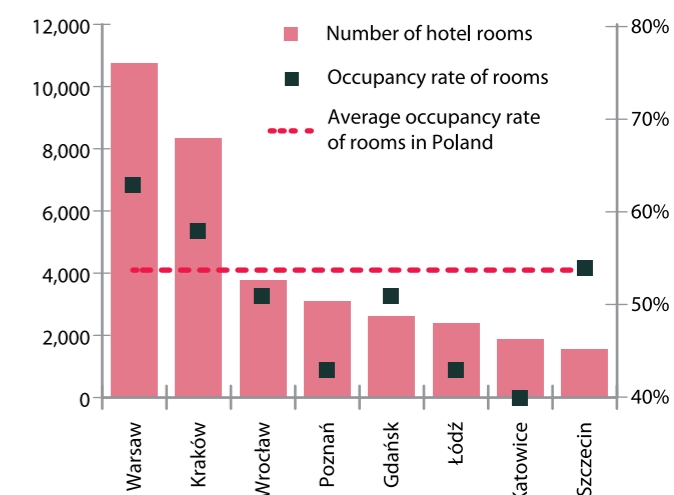 12,000
10,000
8,000
6,000
4,000
2,000
0
Number of hotel rooms
Occupancy rate of rooms
Average occupancy rate
of rooms in Poland
80%
70%
60%
50%
40%
Warsaw
Kraków
Wrocław
Poznań
Gdańsk
Łódź
Katowice
Szczecin